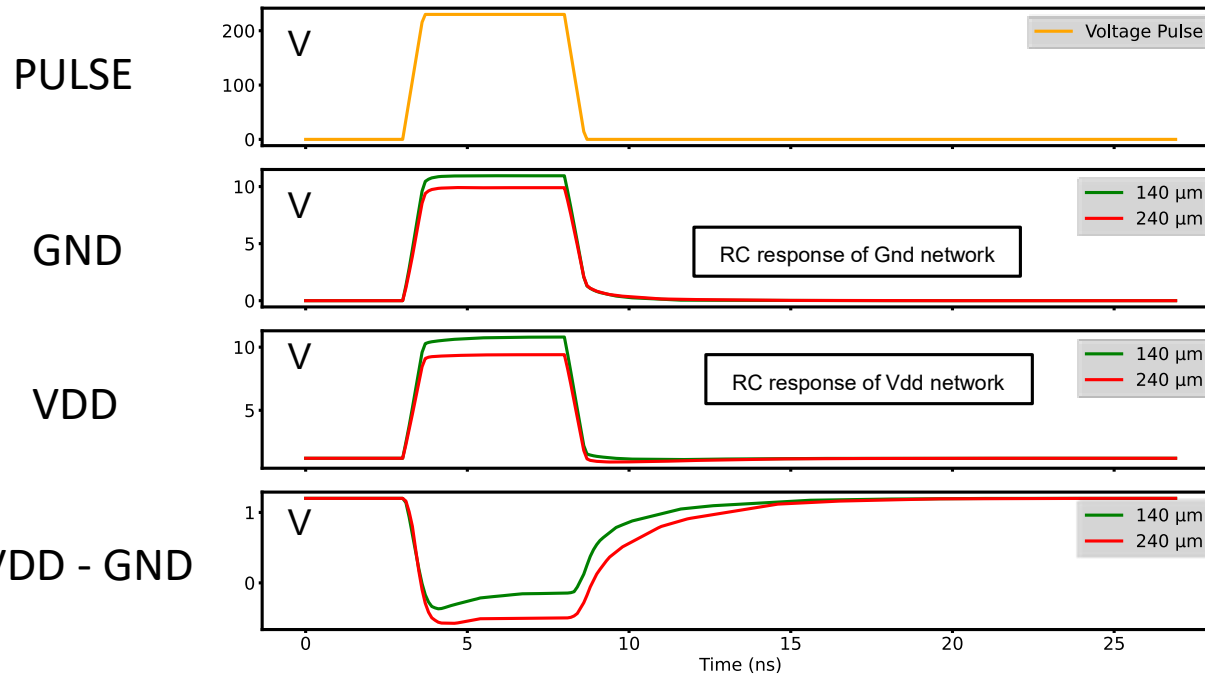 PULSE
V
Voltage Pulse
200
100
0
GND
V
140 µm
240 µm
10
5
0
RC response of Gnd network
VDD
V
140 µm
240 µm
10
5
RC response of Vdd network
VDD - GND
V
140 µm
240 µm
1
0
0 5 10 15 20 25
Time (ns)